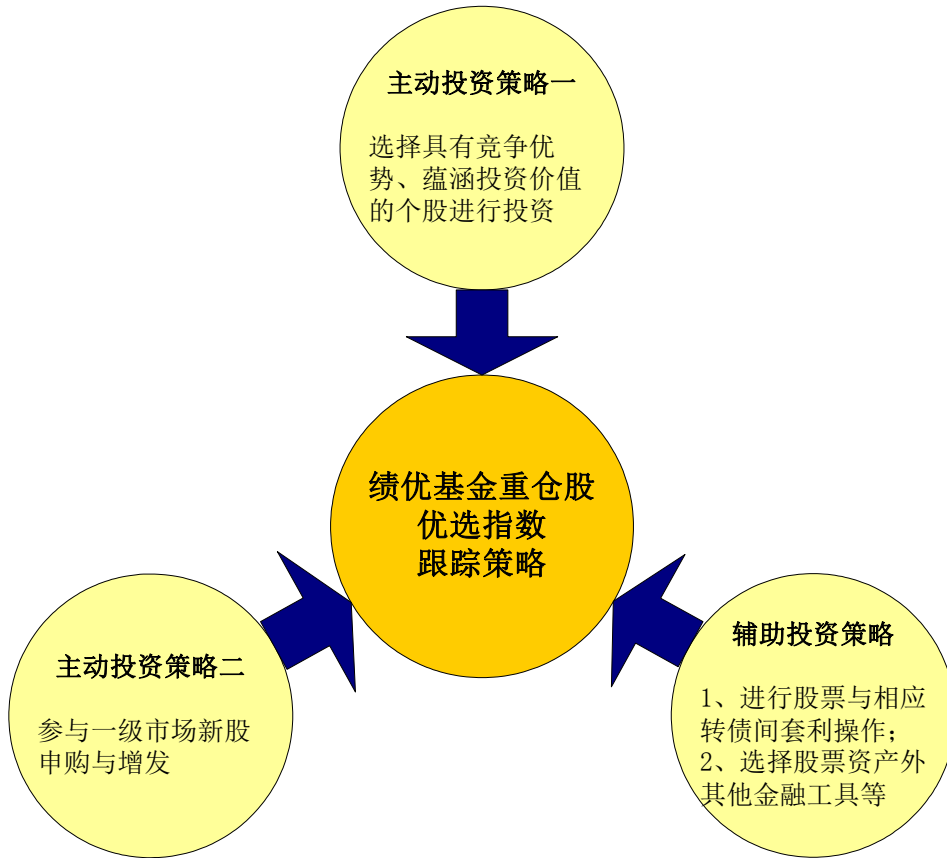 主动投资策略一
选择具有竞争优
势、蕴涵投资价值
的个股进行投资
绩优基金重仓股
优选指数
跟踪策略
主动投资策略二
参与一级市场新股
申购与增发
辅助投资策略
1、进行股票与相应
转债间套利操作；
2、选择股票资产外
其他金融工具等